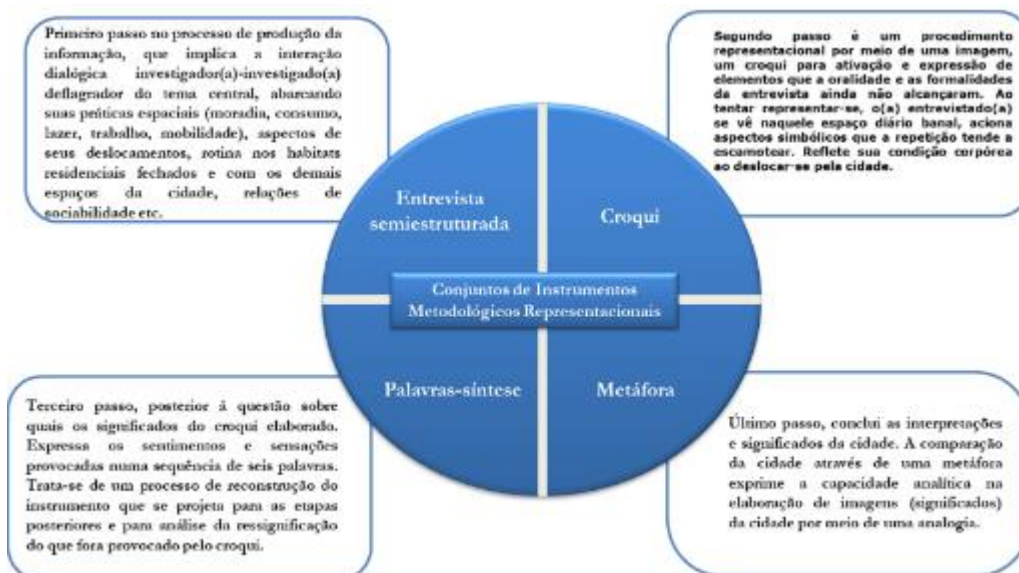 Primeiro passo no processo de produção da
informação, que implica a interação
dialógica investigador(a)-investigado(a)
deflagrador do tema central, abarcando
suas práticas espaciais (moradia, consumo,
lazer, trabalho, mobilidade), aspectos de
seus deslocamentos, rotina nos habitats
residenciais fechados e com os demais
espaços da cidade, relações de
sociabilidade etc.
Segundo passo é um procedimento
representacional por meio de uma imagem,
um croqui para ativação e expressão de
elementos que a oralidade e as formalidades
da entrevista ainda não alcançaram. Ao
tentar representar-se, o(a) entrevistado(a)
se vê naquele espaço diário banal, aciona
aspectos simbólicos que a repetição tende a
escamotear. Reflete sua condição corpórea
ao deslocar-se pela cidade.
Entrevista
semiestruturada
Croqui
Conjuntos de Instrumentos
Metodológicos Representacionais
Palavras-síntese
Metáfora
Terceiro passo, posterior à questão sobre
quais os significados do croqui elaborado.
Expressa os sentimentos e sensações
provocadas numa sequência de seis palavras.
Trata-se de um processo de reconstrução do
instrumento que se projeta para as etapas
posteriores e para análise da ressignificação
do que fora provocado pelo croqui.
Último passo, conclui as interpretações
e significados da cidade. A comparação
da cidade através de uma metáfora
exprime a capacidade analítica na
elaboração de imagens (significados)
da cidade por meio de uma analogia.